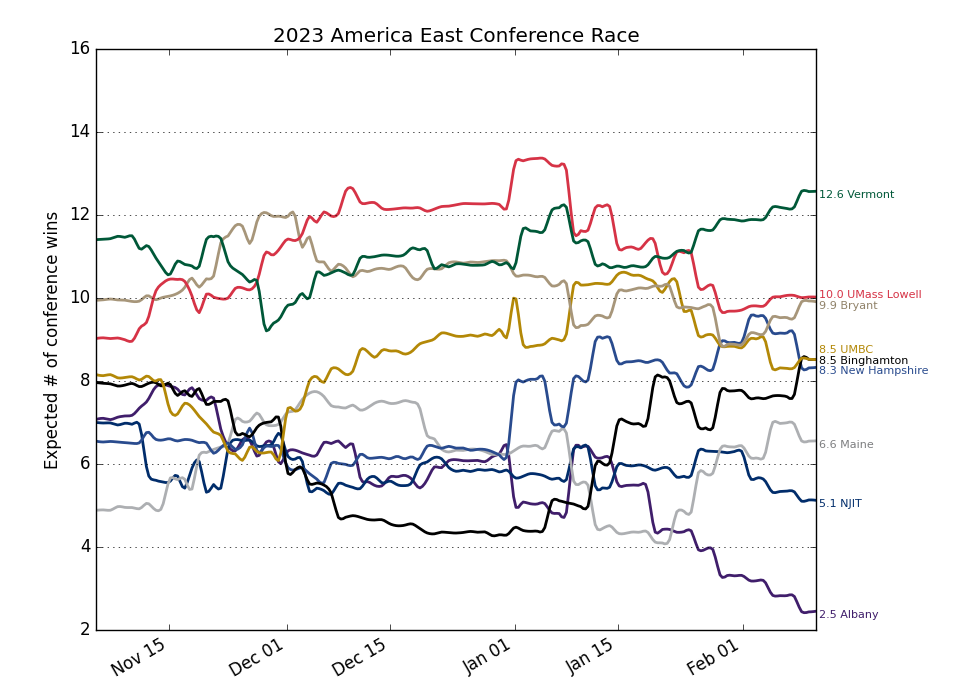 2023 America East Conference Race
Expected # of conference wins
16
14
12
10
8
6
4
2
12.6 Vermont
10.0 UMass Lowell
9.9 Bryant
8.5 UMBC
8.5 Binghamton
8.3 New Hampshire
6.6 Maine
5.1 NJIT
2.5 Albany
Nov 15
Dec 01
Dec 15
Jan 01
Jan 15
Feb 01